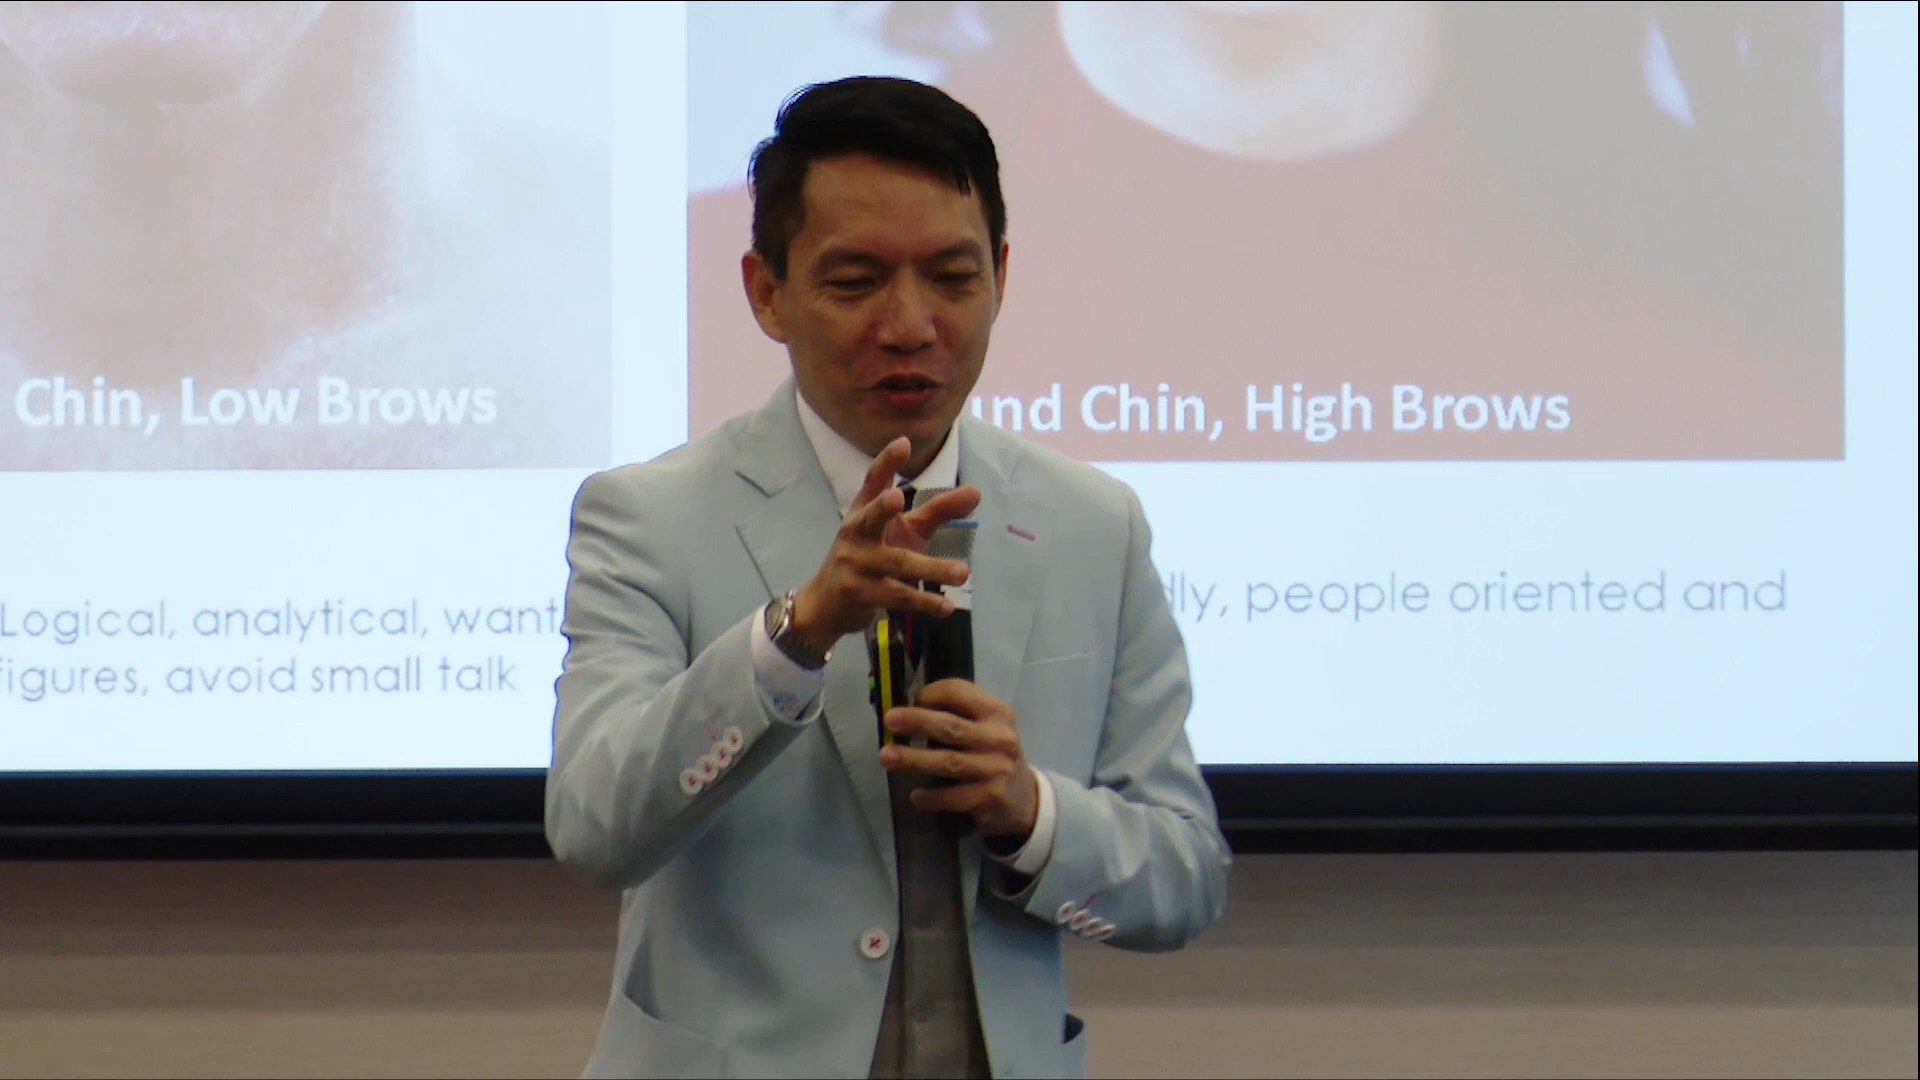 Chin, Low Brows
und Chin, High Brows
Logical, analytical, want
figures, avoid small talk
dly, people oriented and